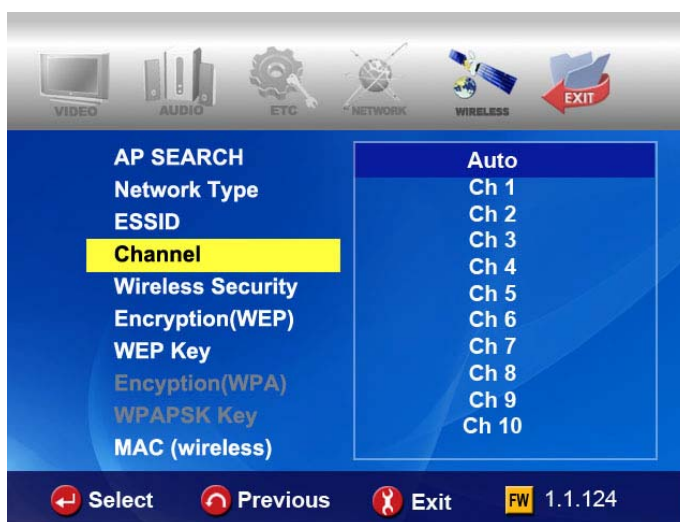 VIDEO
AUDIO
ETC
NETWORK
WIRELESS
EXIT
AP SEARCH
Network Type
ESSID
Channel
Wireless Security
Encryption(WEP)
WEP Key
Encyption(WPA)
WPAPSK Key
MAC (wireless)
Auto
Ch 1
Ch 2
Ch 3
Ch 4
Ch 5
Ch 6
Ch 7
Ch 8
Ch 9
Ch 10
Select
Previous
Exit
FW 1.1.124